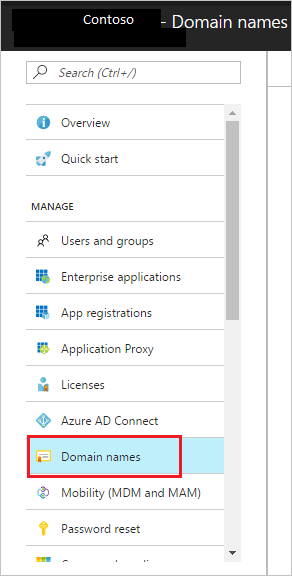 Contoso
- Domain names
Search (Ctrl+/)
Overview
Quick start
MANAGE
Users and groups
Enterprise applications
App registrations
Application Proxy
Licenses
Azure AD Connect
Domain names
Mobility (MDM and MAM)
Password reset